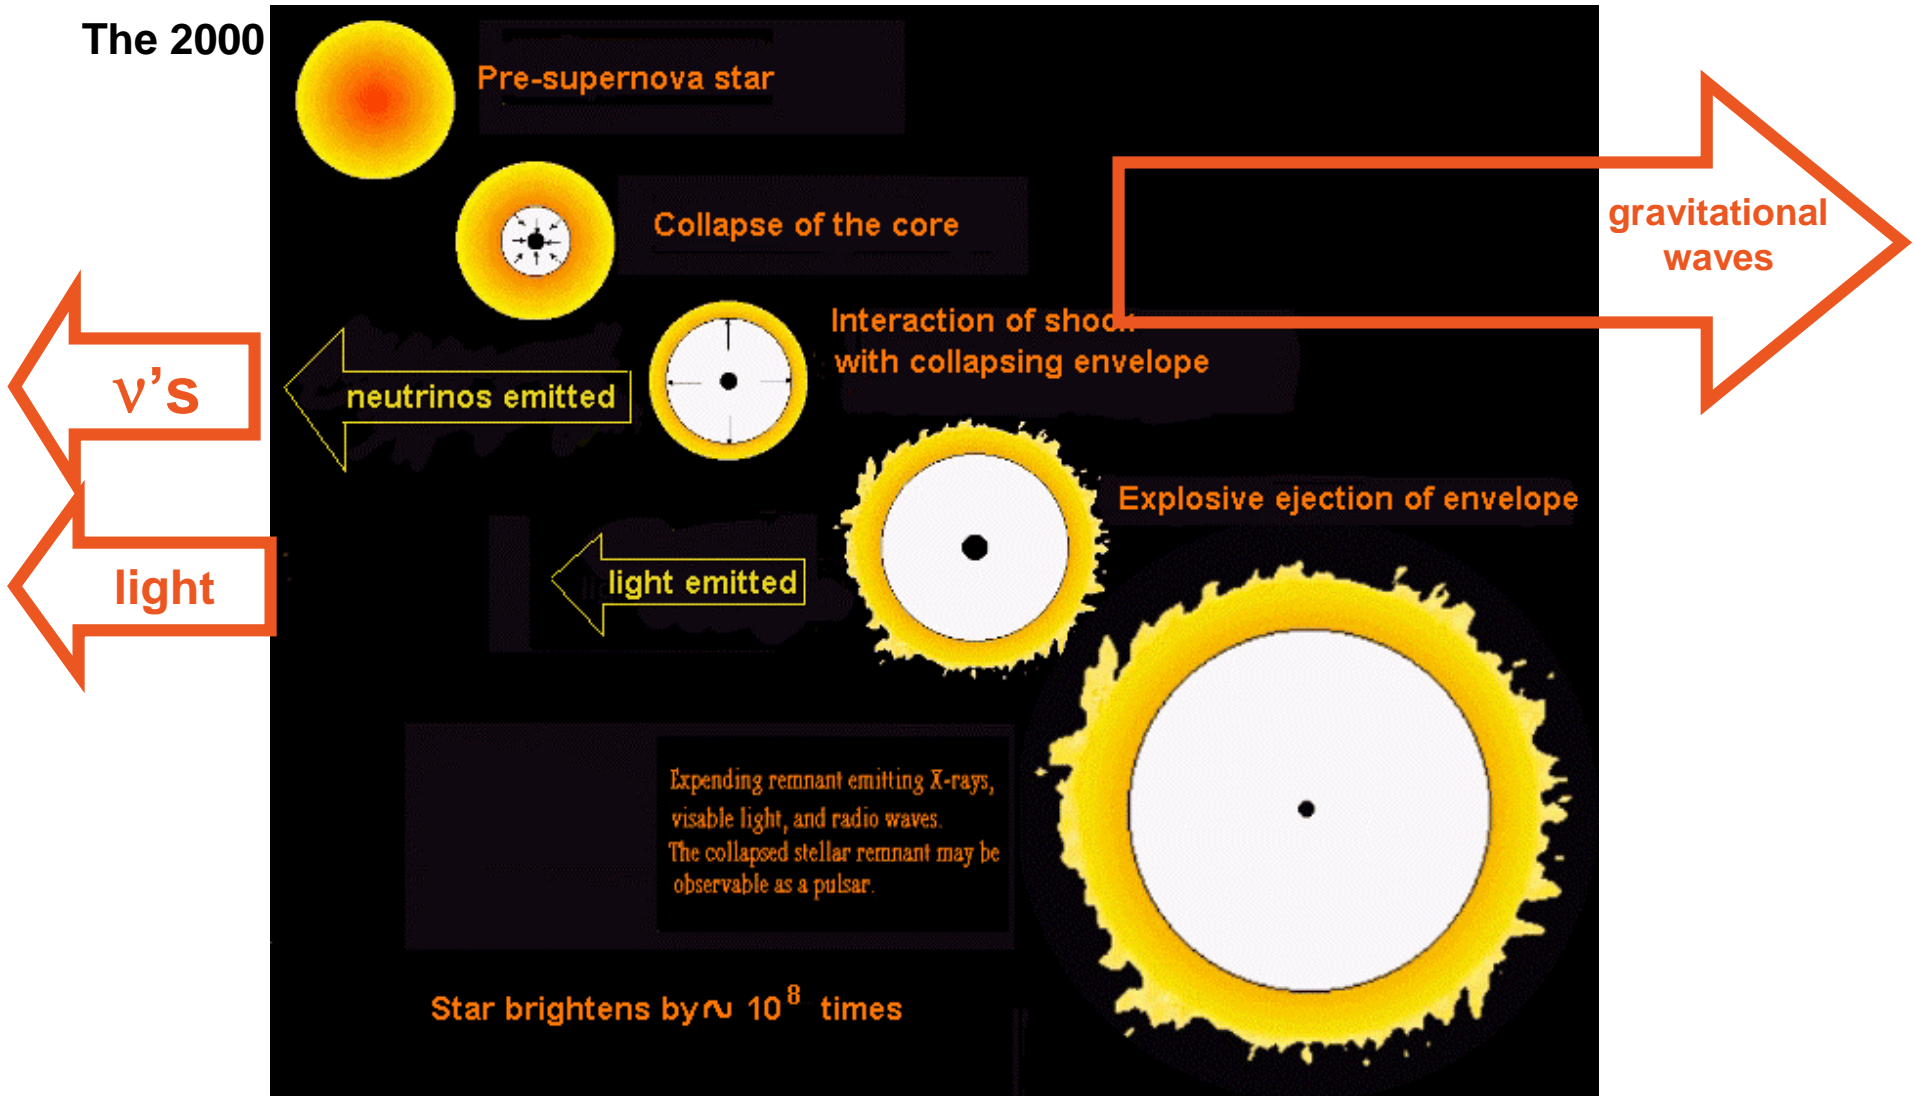 The 2000
Pre-supernova star
Collapse of the core
gravitational
waves
Interaction of shock
with collapsing envelope
ν's
neutrinos emitted
Explosive ejection of envelope
light
light emitted
Expending remnant emitting X-rays,
visable light, and radio waves.
The collapsed stellar remnant may be
observable as a pulsar.
Star brightens by ~ 10⁸ times